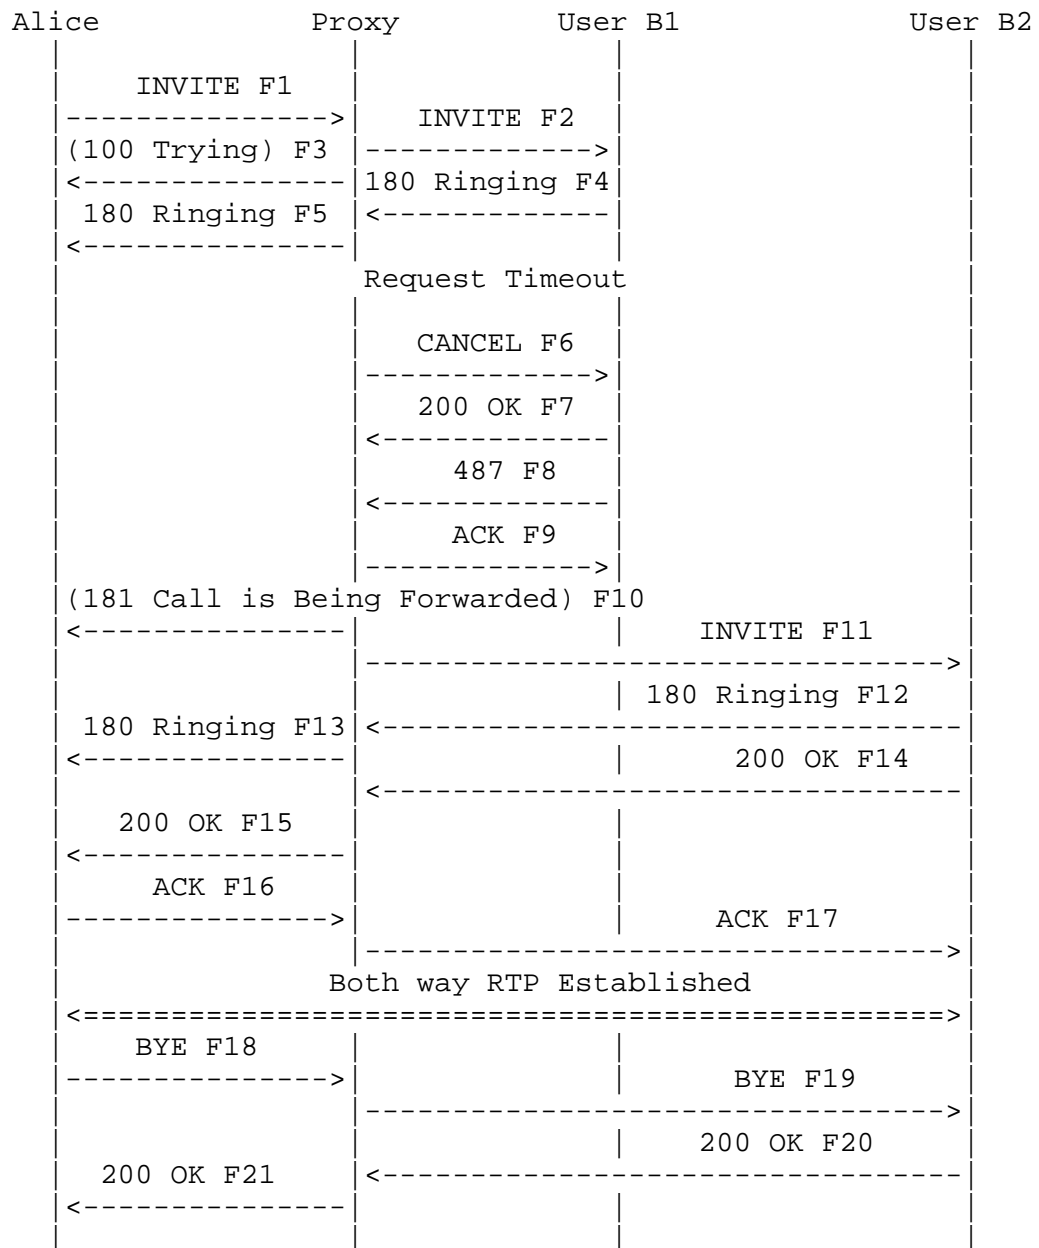 Alice Proxy User B1 User B2
INVITE F1
INVITE F2
(100 Trying) F3
180 Ringing F4
180 Ringing F5
Request Timeout
CANCEL F6
200 OK F7
487 F8
ACK F9
(181 Call is Being Forwarded) F10
INVITE F11
180 Ringing F12
180 Ringing F13
200 OK F14
200 OK F15
ACK F16
ACK F17
Both way RTP Established
BYE F18
BYE F19
200 OK F20
200 OK F21